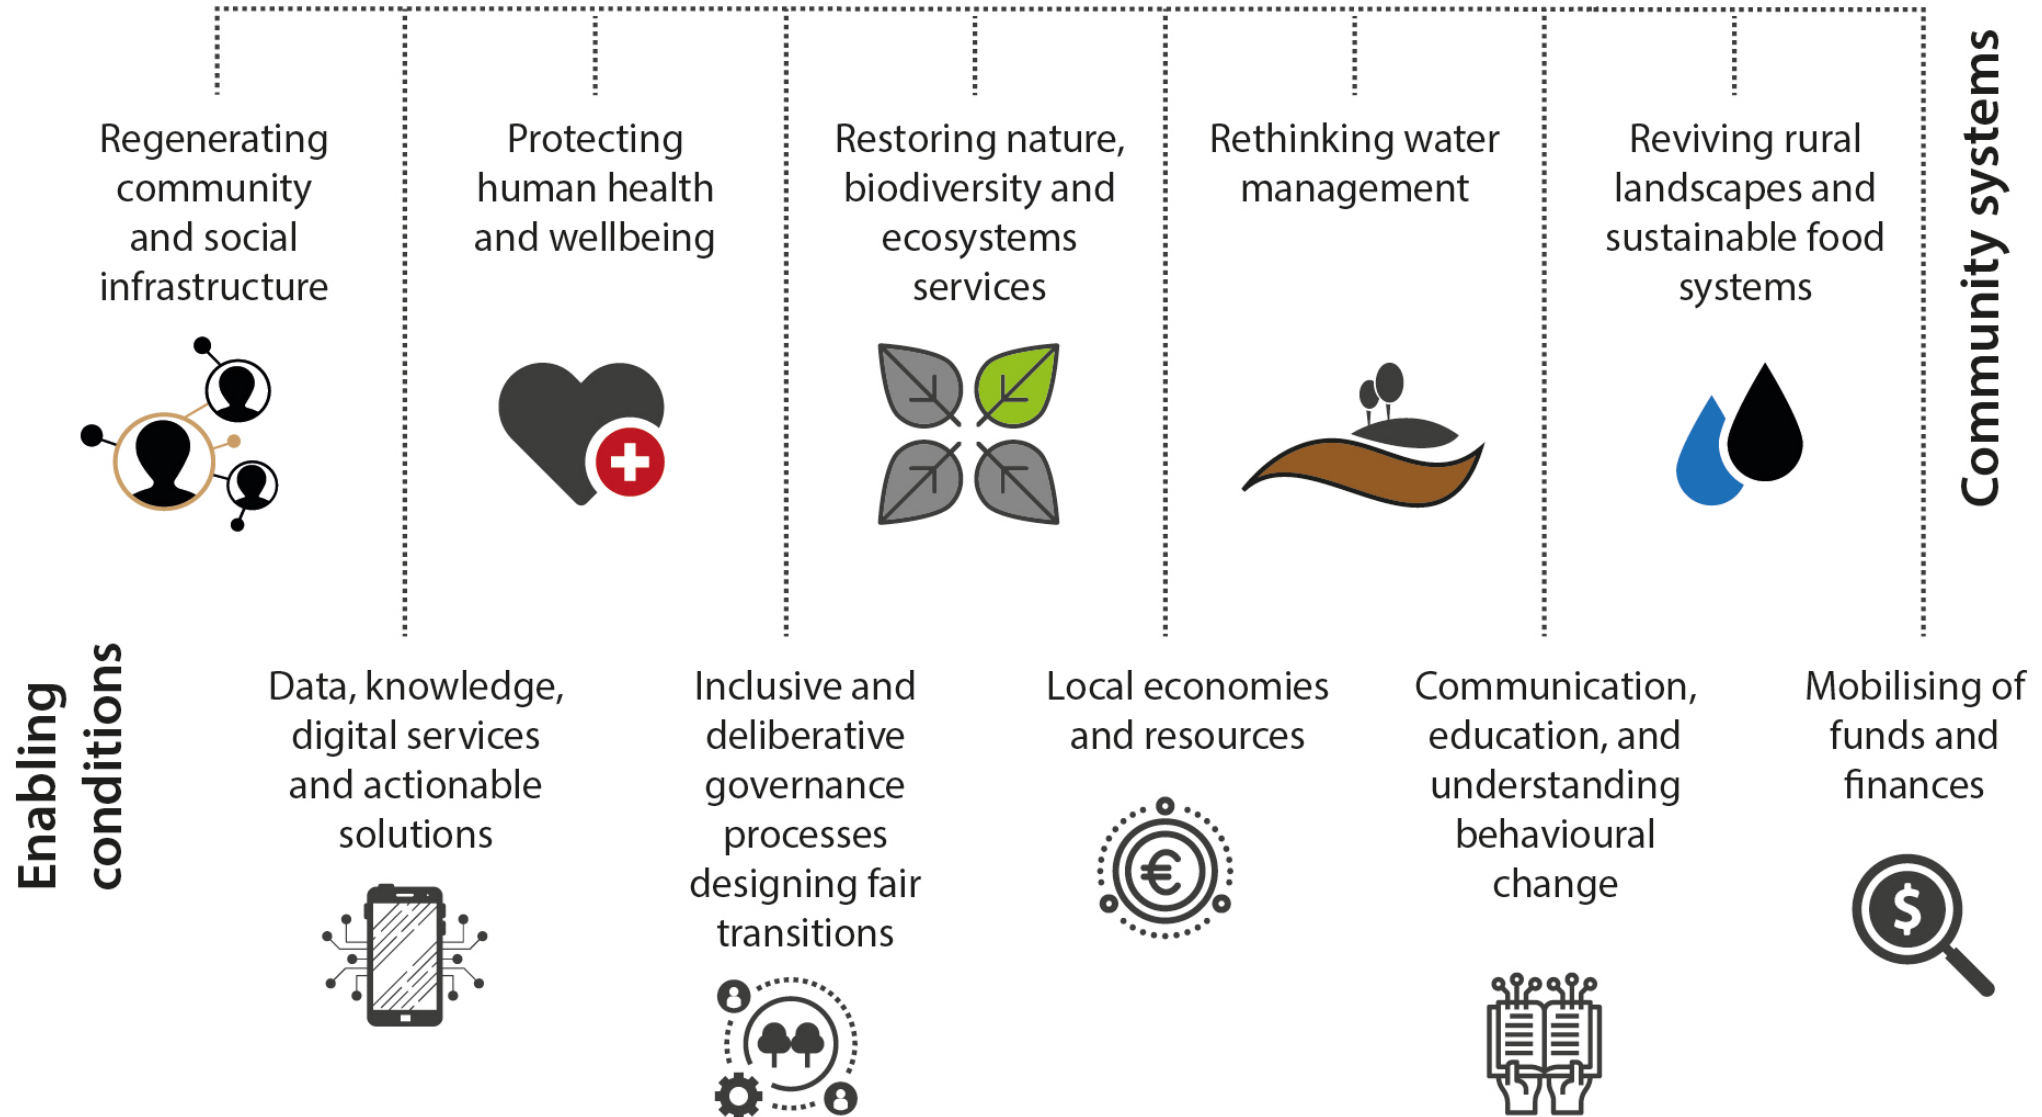 Regenerating
community
and social
infrastructure
Protecting
human health
and wellbeing
Restoring nature,
biodiversity and
ecosystems
services
Rethinking water
management
Reviving rural
landscapes and
sustainable food
systems
Community systems
Enabling
conditions
Data, knowledge,
digital services
and actionable
solutions
Inclusive and
deliberative
governance
processes
designing fair
transitions
Local economies
and resources
€
Communication,
education, and
understanding
behavioural
change
Mobilising of
funds and
finances
$